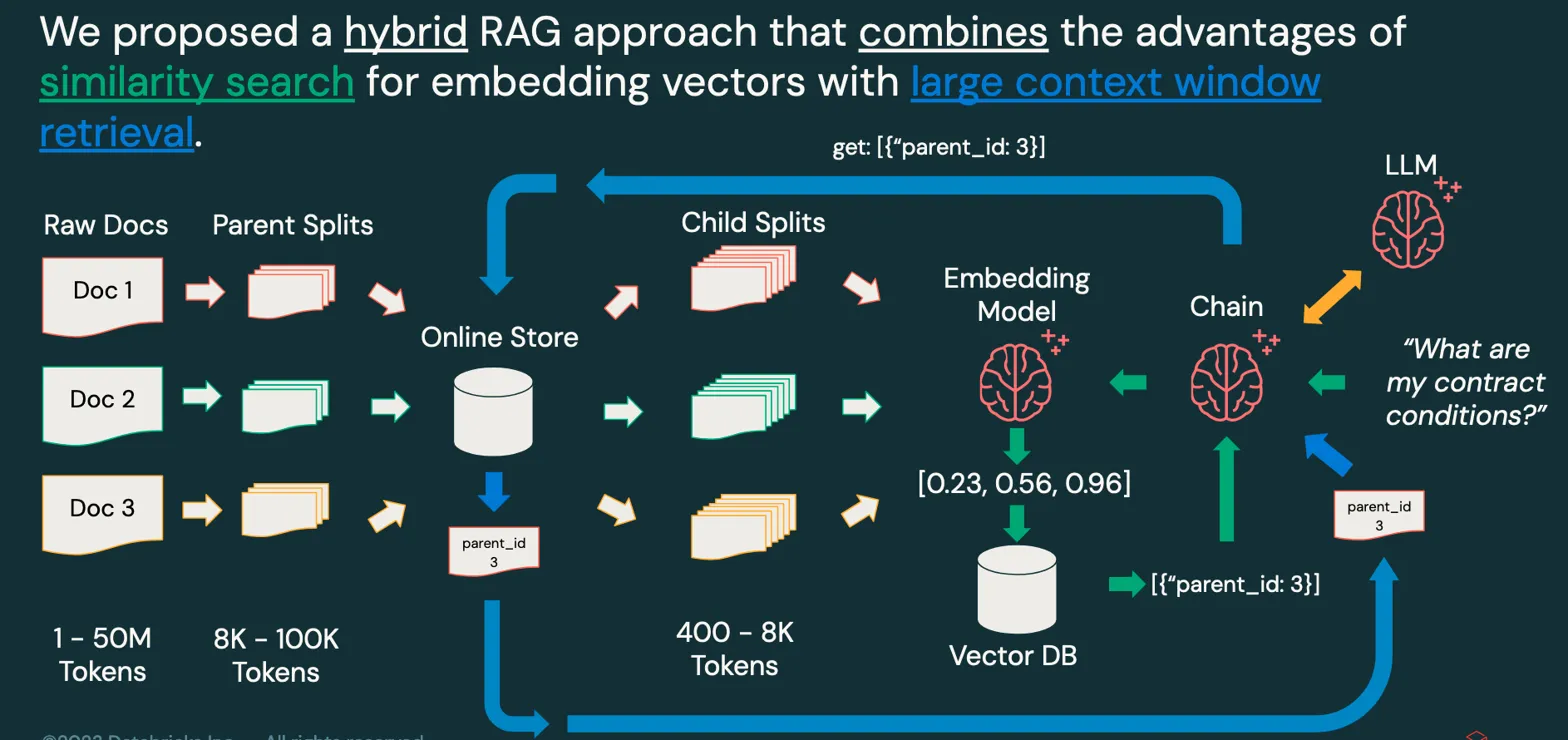 We proposed a hybrid RAG approach that combines the advantages of
similarity search for embedding vectors with large context window
retrieval.
get: [{“parent_id: 3}]
LLM
Raw Docs
Parent Splits
Child Splits
Doc 1
Embedding
Model
Chain
Online Store
“What are
my contract
conditions?”
Doc 2
[0.23, 0.56, 0.96]
Doc 3
parent_id
3
parent_id
3
[{“parent_id: 3}]
1 - 50M
Tokens
8K - 100K
Tokens
400 - 8K
Tokens
Vector DB
Databricks Inc. — All rights reserved